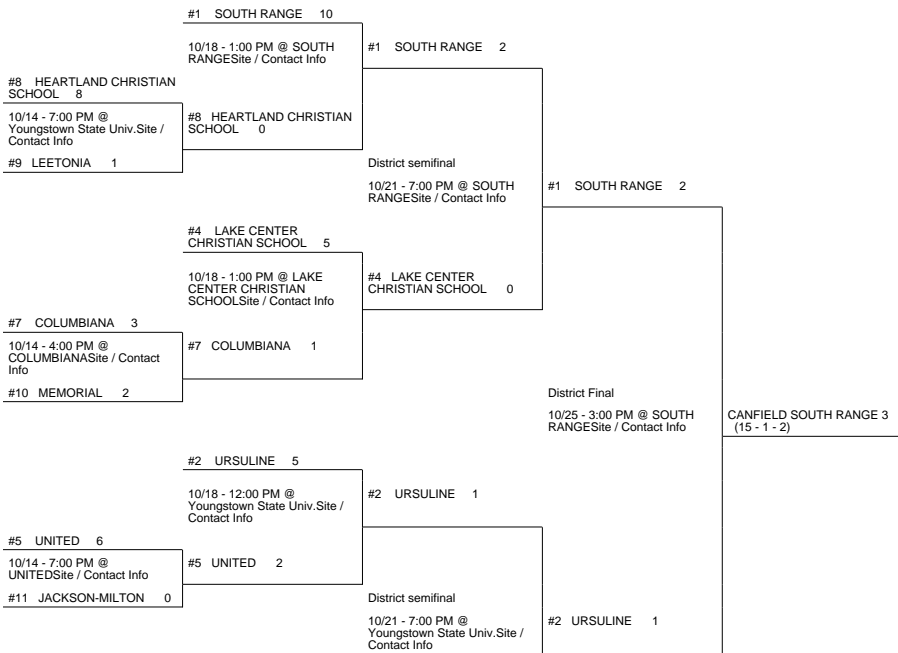 #1 SOUTH RANGE 10
10/18 - 1:00 PM @ SOUTH
RANGESite / Contact Info
#1 SOUTH RANGE 2
#8 HEARTLAND CHRISTIAN
SCHOOL 8
10/14 - 7:00 PM @
Youngstown State Univ.Site /
Contact Info
#8 HEARTLAND CHRISTIAN
SCHOOL 0
#9 LEETONIA 1
District semifinal
10/21 - 7:00 PM @ SOUTH
RANGESite / Contact Info
#1 SOUTH RANGE 2
#4 LAKE CENTER
CHRISTIAN SCHOOL 5
10/18 - 1:00 PM @ LAKE
CENTER CHRISTIAN
SCHOOLSite / Contact Info
#4 LAKE CENTER
CHRISTIAN SCHOOL 0
#7 COLUMBIANA 3
10/14 - 4:00 PM @
COLUMBIANASite / Contact
Info
#7 COLUMBIANA 1
#10 MEMORIAL 2
District Final
10/25 - 3:00 PM @ SOUTH
RANGESite / Contact Info
CANFIELD SOUTH RANGE 3
(15 - 1 - 2)
#2 URSULINE 5
10/18 - 12:00 PM @
Youngstown State Univ.Site /
Contact Info
#2 URSULINE 1
#5 UNITED 6
10/14 - 7:00 PM @
UNITEDSite / Contact Info
#5 UNITED 2
#11 JACKSON-MILTON 0
District semifinal
10/21 - 7:00 PM @
Youngstown State Univ.Site /
Contact Info
#2 URSULINE 1